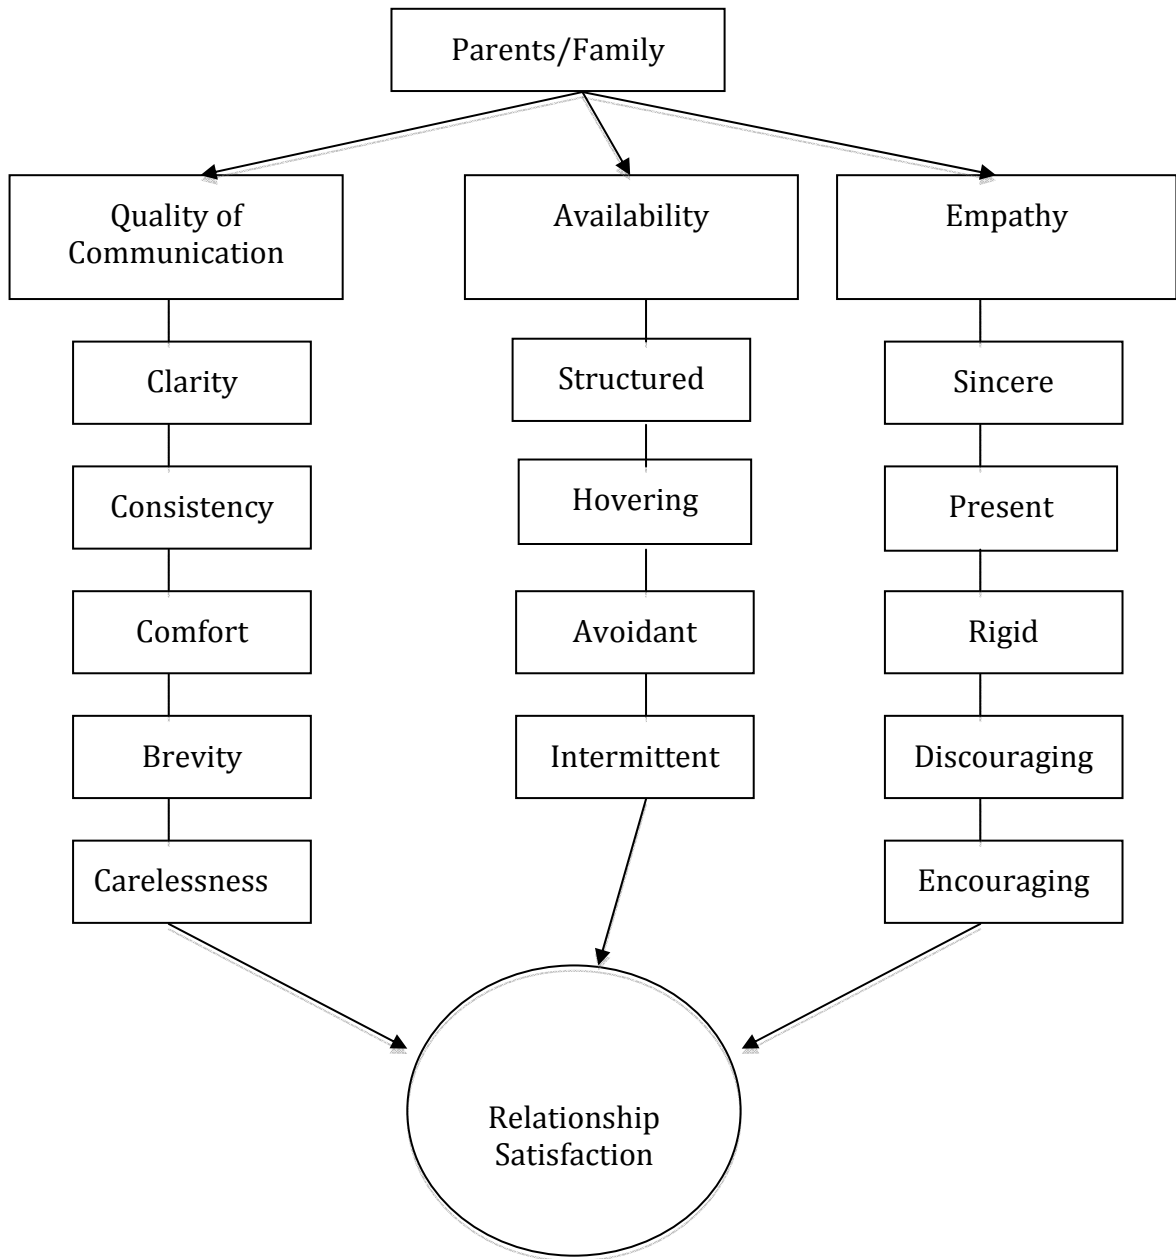 Parents/Family
Quality of
Communication
Availability
Empathy
Clarity
Structured
Sincere
Consistency
Hovering
Present
Comfort
Avoidant
Rigid
Brevity
Intermittent
Discouraging
Carelessness
Encouraging
Relationship
Satisfaction